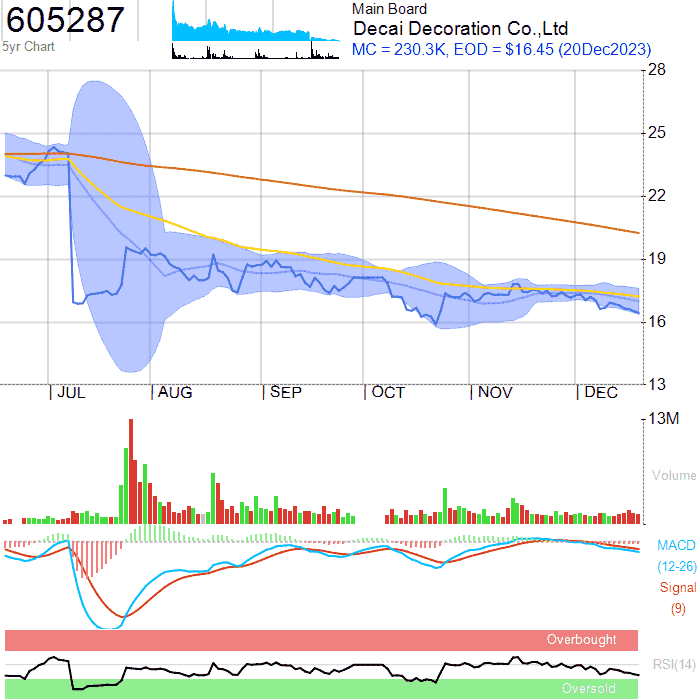 605287
5yr Chart
Main Board
Decai Decoration Co.,Ltd
MC = 230.3K, EOD = $16.45 (20Dec2023)
28
25
22
19
16
13
JUL AUG SEP OCT NOV DEC
13M
Volume
MACD
(12-26)
Signal
(9)
Overbought
RSI(14)
Oversold